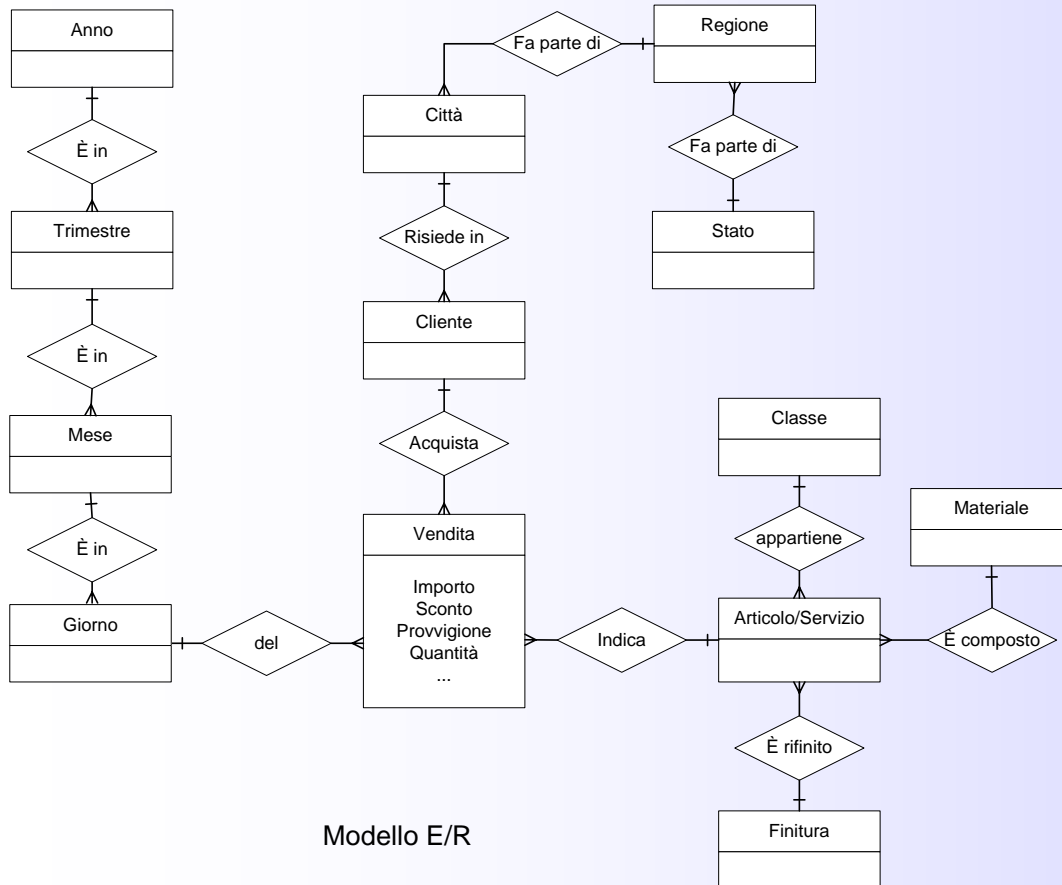 Anno
È in
Trimestre
È in
Mese
È in
Giorno
del
Fa parte di
Regione
Città
Fa parte di
Stato
Risiede in
Cliente
Acquista
Vendita
Importo
Sconto
Provvigione
Quantità
...
Indica
Classe
appartiene
Materiale
Articolo/Servizio
È composto
È rifinito
Finitura
Modello E/R